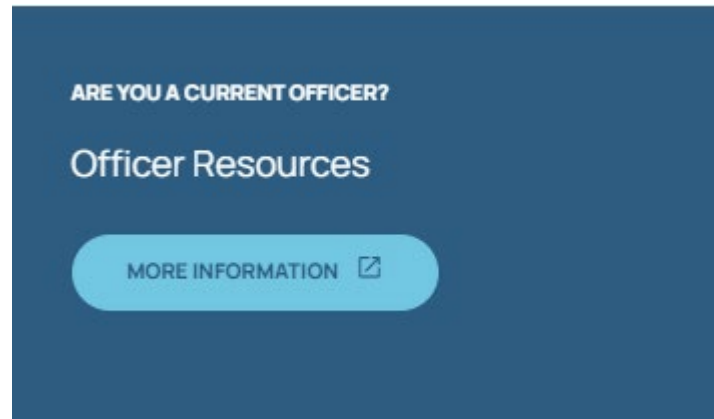 ARE YOU A CURRENT OFFICER?
Officer Resources
MORE INFORMATION